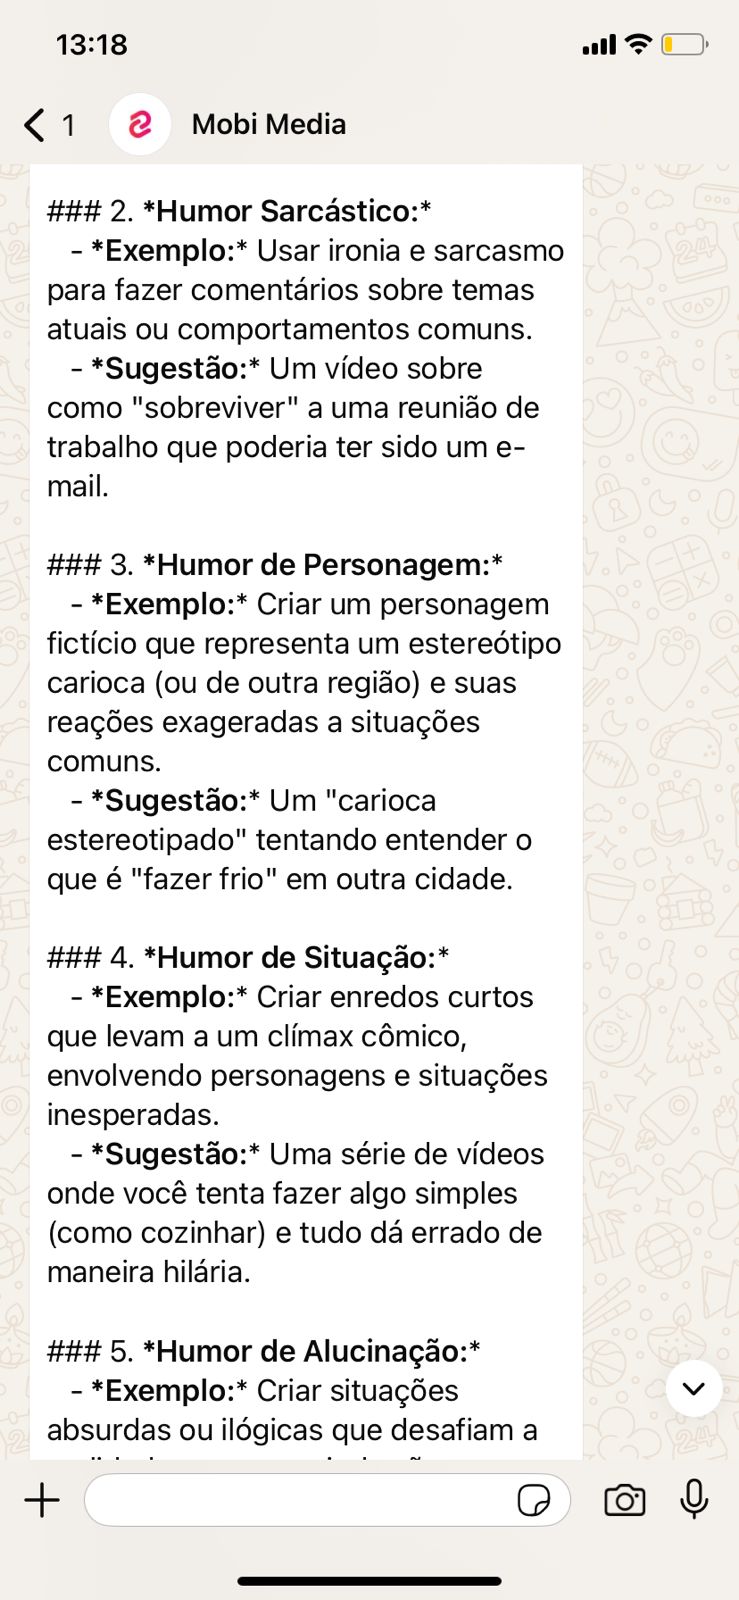 13:18
1
Mobi Media
### 2. *Humor Sarcástico:*
- *Exemplo:* Usar ironia e sarcasmo
para fazer comentários sobre temas
atuais ou comportamentos comuns.
- *Sugestão:* Um vídeo sobre
como "sobreviver" a uma reunião de
trabalho que poderia ter sido um e-
mail.
### 3. *Humor de Personagem:*
- *Exemplo:* Criar um personagem
fictício que representa um estereótipo
carioca (ou de outra região) e suas
reações exageradas a situações
comuns.
- *Sugestão:* Um "carioca
estereotipado" tentando entender o
que é "fazer frio" em outra cidade.
### 4. *Humor de Situação:*
- *Exemplo:* Criar enredos curtos
que levam a um clímax cômico,
envolvendo personagens e situações
inesperadas.
- *Sugestão:* Uma série de vídeos
onde você tenta fazer algo simples
(como cozinhar) e tudo dá errado de
maneira hilária.
### 5. *Humor de Alucinação:*
- *Exemplo:* Criar situações
absurdas ou ilógicas que desafiam a